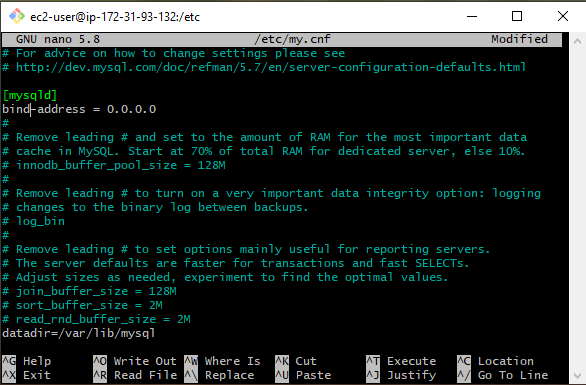 ec2-user@ip-172-31-93-132:/etc
GNU nano 5.8 /etc/my.cnf Modified
# For advice on how to change settings please see
# http://dev.mysql.com/doc/refman/5.7/en/server-configuration-defaults.html
[mysqld]
bind-address = 0.0.0.0
#
# Remove leading # and set to the amount of RAM for the most important data
# cache in MySQL. Start at 70% of total RAM for dedicated server, else 10%.
# innodb_buffer_pool_size = 128M
#
# Remove leading # to turn on a very important data integrity option: logging
# changes to the binary log between backups.
# log_bin
#
# Remove leading # to set options mainly useful for reporting servers.
# The server defaults are faster for transactions and fast SELECTs.
# Adjust sizes as needed, experiment to find the optimal values.
# join_buffer_size = 128M
# sort_buffer_size = 2M
# read_rnd_buffer_size = 2M
datadir=/var/lib/mysql
^G Help ^O Write Out ^W Where Is ^K Cut ^T Execute ^C Location
^X Exit ^R Read File ^\ Replace ^U Paste ^J Justify ^/ Go To Line